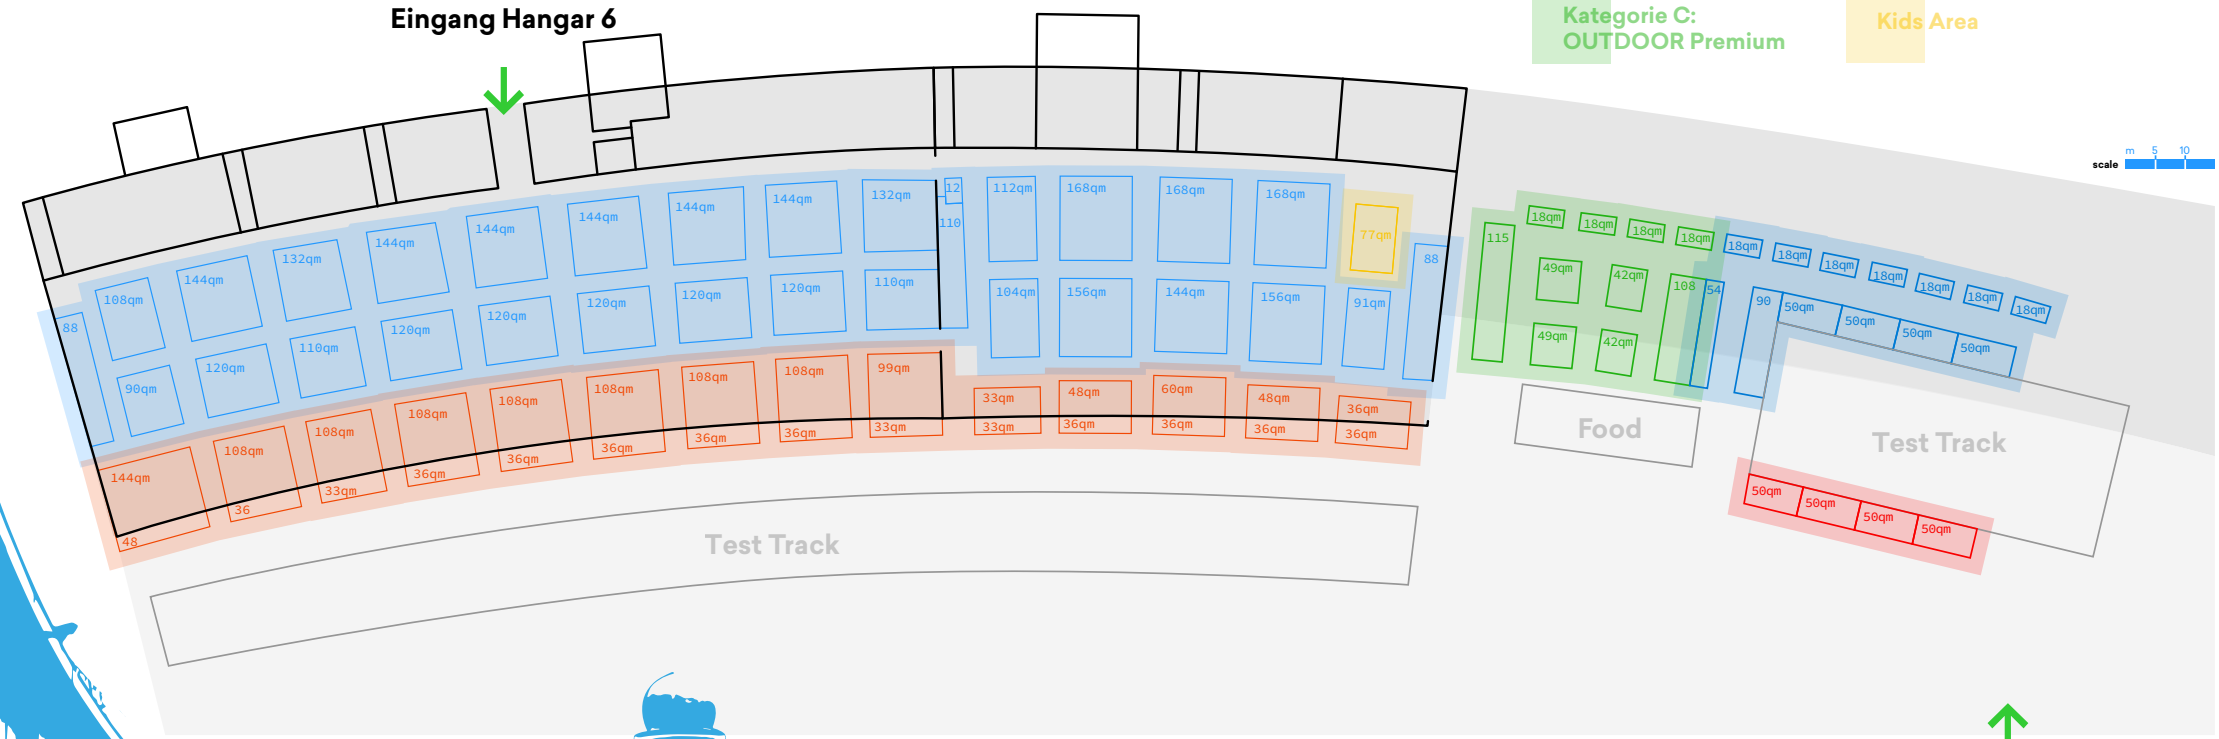 Eingang Hangar 6
Kategorie C:
OUTDOOR Premium
Kids Area
m 5 10
scale
88
108qm
144qm
132qm
144qm
144qm
144qm
144qm
144qm
132qm
12
110
112qm
168qm
168qm
168qm
77qm
88
90qm
120qm
110qm
120qm
120qm
120qm
120qm
120qm
110qm
104qm
156qm
144qm
156qm
91qm
144qm
108qm
108qm
108qm
108qm
108qm
108qm
108qm
99qm
33qm
48qm
60qm
48qm
36qm
48
36
33qm
36qm
36qm
36qm
36qm
36qm
33qm
33qm
36qm
36qm
36qm
36qm
115
18qm
18qm
18qm
18qm
49qm
42qm
108
49qm
42qm
54
18qm
18qm
18qm
18qm
18qm
18qm
18qm
90
50qm
50qm
50qm
50qm
Food
Test Track
50qm
50qm
50qm
50qm
Test Track